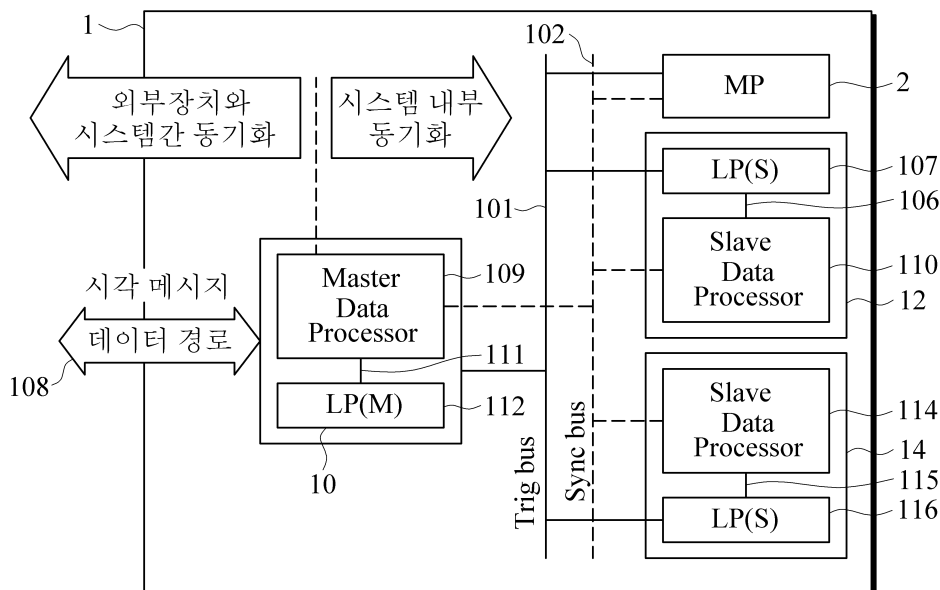 1
외부장치와
시스템간 동기화
시스템 내부
동기화
102
MP
2
LP(S)
107
106
101
Slave
Data
Processor
110
12
시각 메시지
데이터 경로
108
Master
Data
Processor
109
111
LP(M)
112
10
Trig bus
Sync bus
Slave
Data
Processor
114
14
115
LP(S)
116